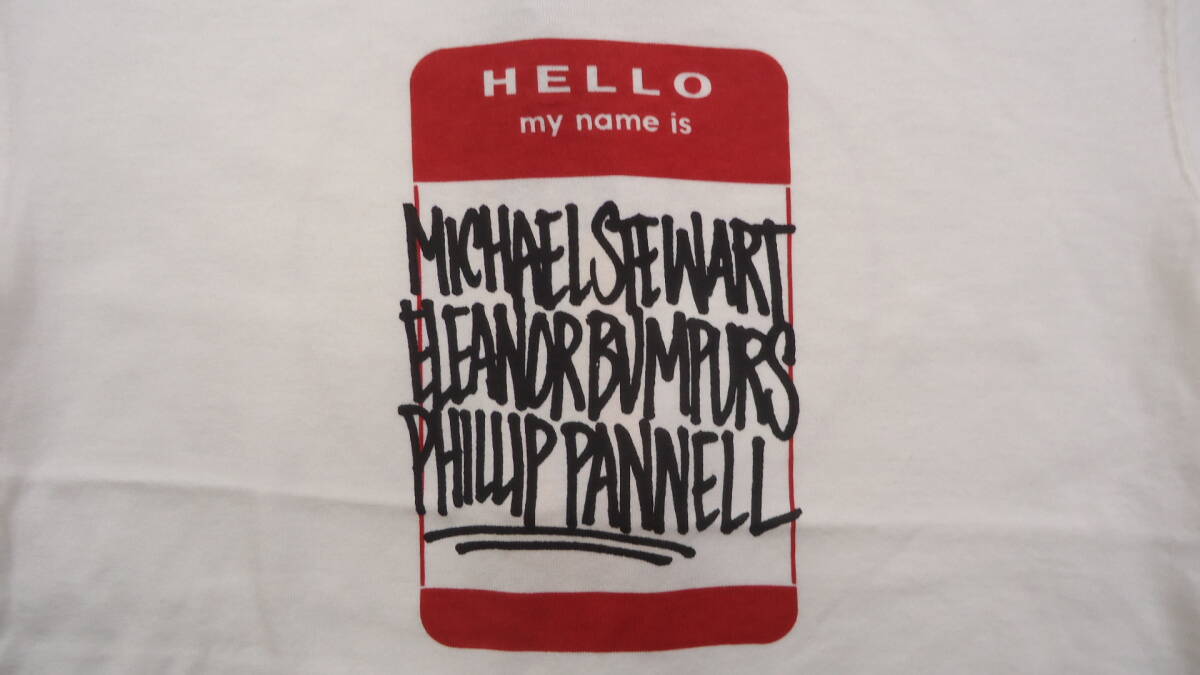 HELLO
my name is
MICHAEL STEWART
ELEANOR BUMPURS
PHILLIP PANNELL